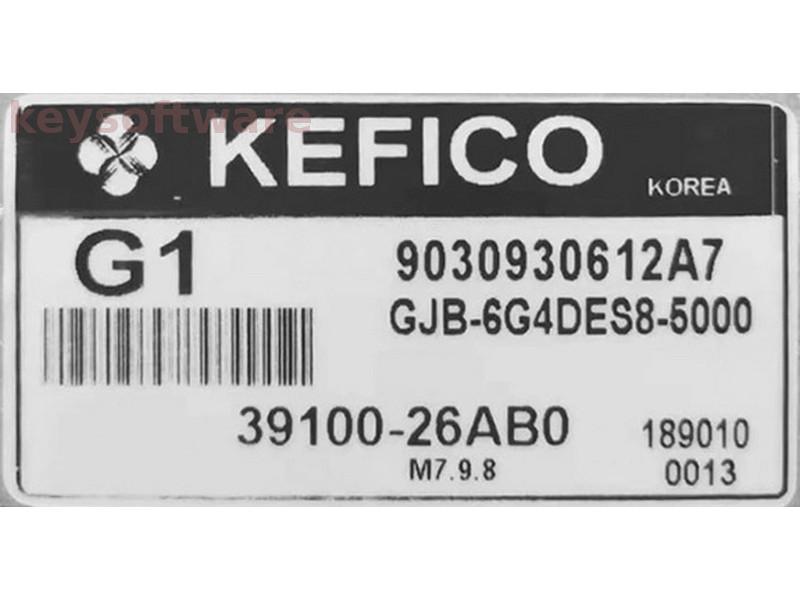 keysoftware
KEFICO
KOREA
G1
9030930612A7
GJB-6G4DES8-5000
39100-26AB0
189010
M7.9.8
0013